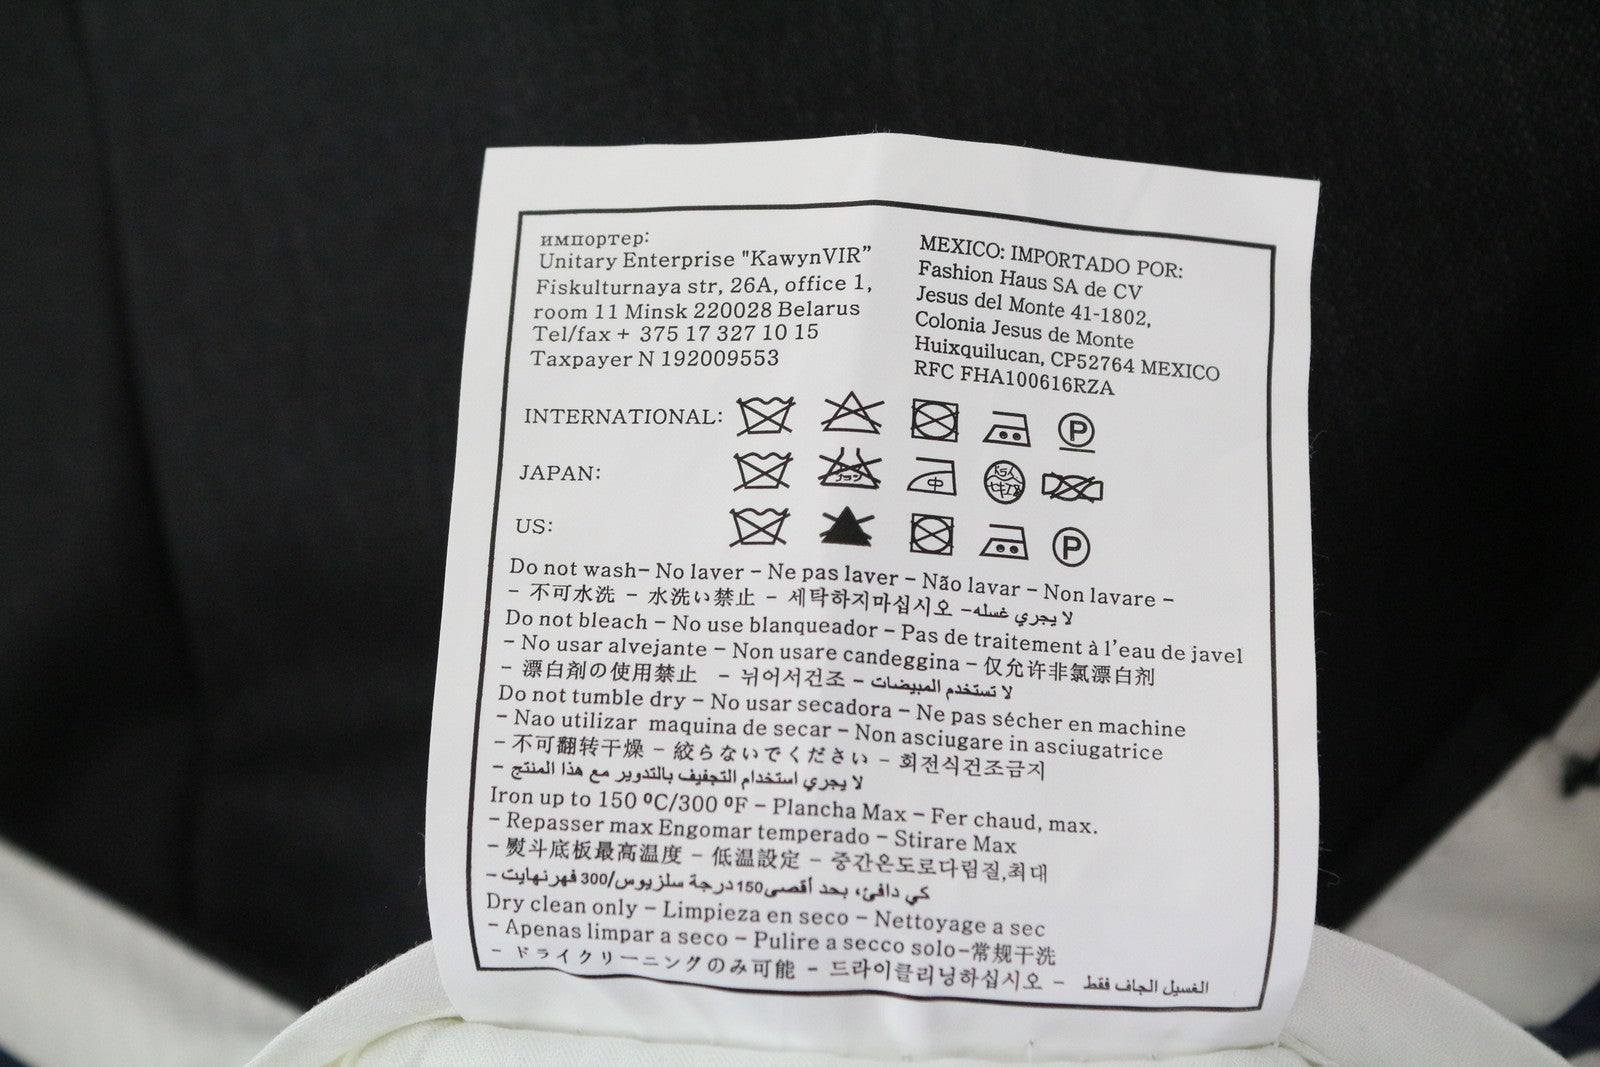 импортер:
Unitary Enterprise "KawynVIR"
Fiskulturnaya str, 26A, office 1,
room 11 Minsk 220028 Belarus
Tel/fax + 375 17 327 10 15
Taxpayer N 192009553
MEXICO: IMPORTADO POR:
Fashion Haus SA de CV
Jesus del Monte 41-1802,
Colonia Jesus de Monte
Huixquilucan, CP52764 MEXICO
RFC FHA100616RZA
INTERNATIONAL:
P
JAPAN:
中
US:
P
Do not wash- No laver - Ne pas laver - Não lavar - Non lavare -
- 不可水洗 - 水洗い禁止 - 세탁하지마십시오 -لا يجري غسله
Do not bleach - No use blanqueador - Pas de traitement à l'eau de javel
- No usar alvejante - Non usare candeggina - 仅允许非氯漂白剂
- 漂白剤の使用禁止 - 뉘어서건조 - لا تستخدم المبيضات
Do not tumble dry - No usar secadora - Ne pas sécher en machine
- Nao utilizar maquina de secar - Non asciugare in asciugatrice
- 不可翻转干燥 - 絞らないでください - 회전식건조금지
- لا يجري استخدام التجفيف بالتدوير مع هذا المنتج
Iron up to 150 ºC/300 ºF - Plancha Max - Fer chaud, max.
- Repasser max Engomar temperado - Stirare Max
- 熨斗底板最高温度 - 低温設定 - 중간온도로다림질,최대
- كي دافئ، بحد أقصى150درجة سلزيوس/300 فهرنهايت
Dry clean only - Limpieza en seco - Nettoyage a sec
- Apenas limpar a seco - Pulire a secco solo-常规干洗
- ドライクリーニングのみ可能 - 드라이클리닝하십시오 - الغسيل الجاف فقط